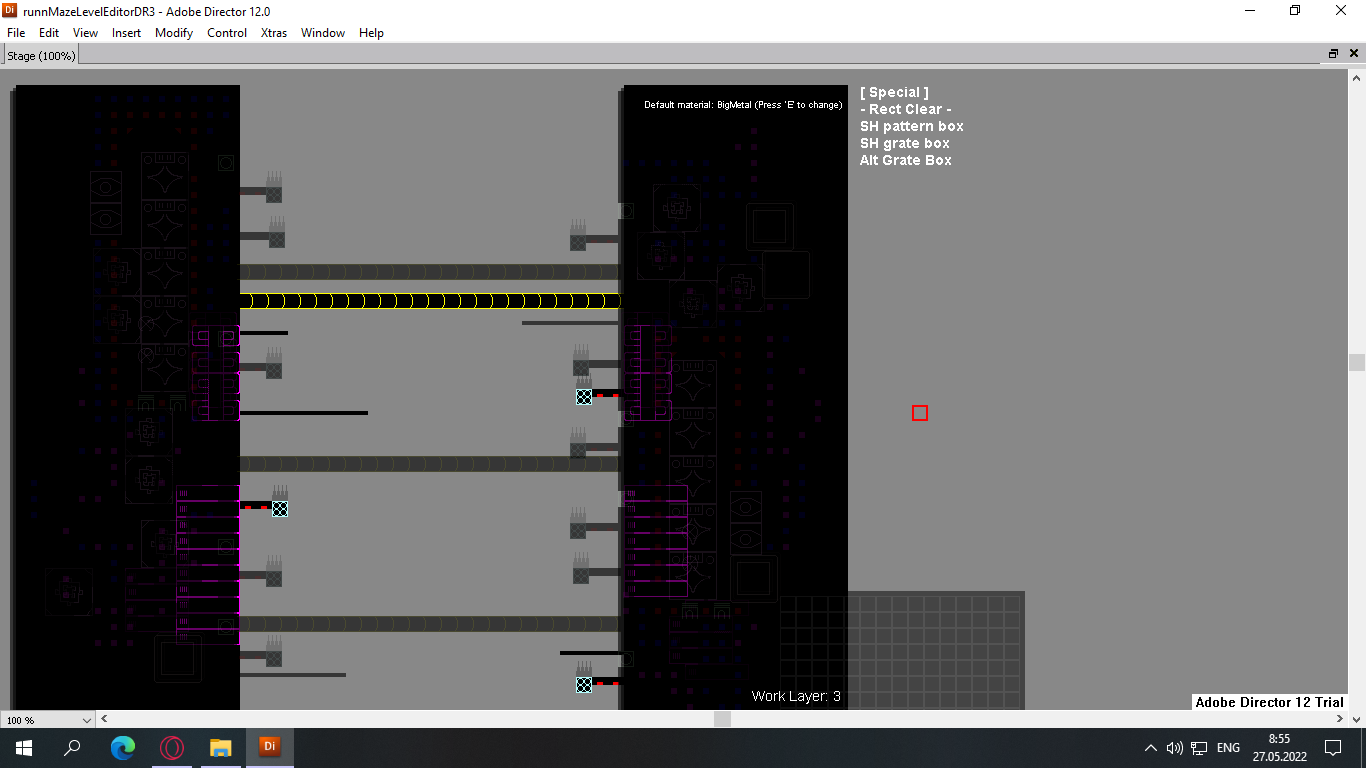 runnMazeLevelEditorDR3 - Adobe Director 12.0
File Edit View Insert Modify Control Xtras Window Help
Stage (100%)
Default material: BigMetal (Press 'E' to change)
[ Special ]
- Rect Clear -
SH pattern box
SH grate box
Alt Grate Box
Work Layer: 3
Adobe Director 12 Trial
100 %
Di
ENG
8:55
27.05.2022